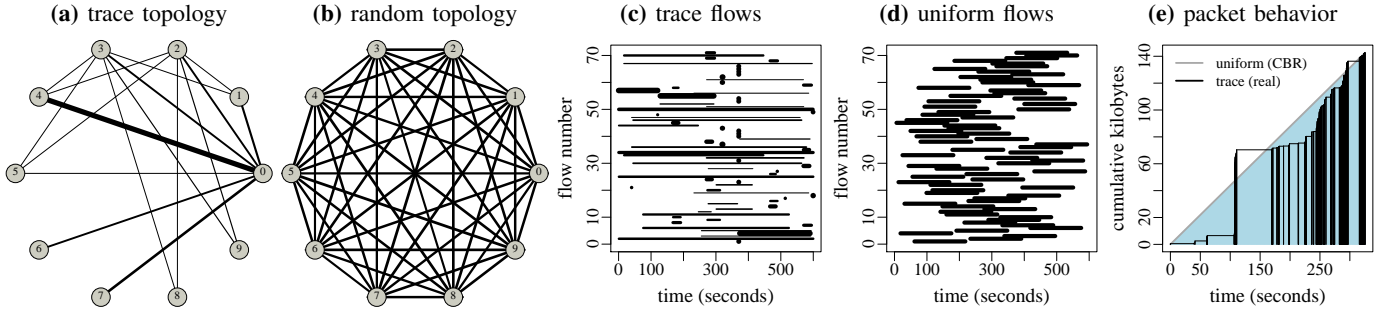 (a) trace topology
3
2
4
1
5
0
6
9
7
8
(b) random topology
3
2
4
1
5
0
6
9
7
8
(c) trace flows
70
50
30
10
0
flow number
0 100 300 500
time (seconds)
(d) uniform flows
70
50
30
10
0
flow number
0 100 300 500
time (seconds)
(e) packet behavior
uniform (CBR)
trace (real)
140
100
60
20
0
cumulative kilobytes
0 50 150 250
time (seconds)